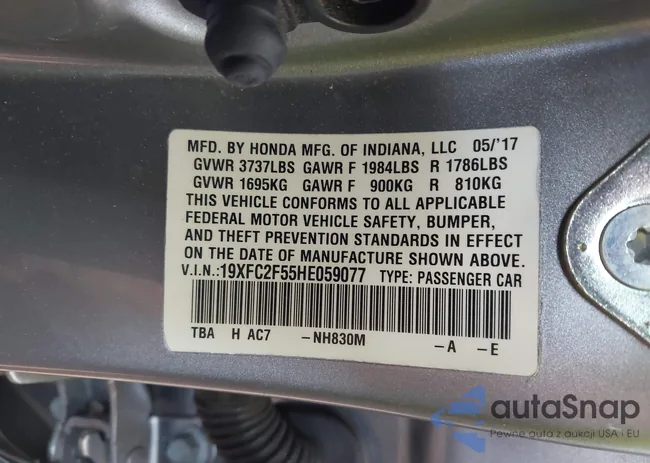 MFD. BY HONDA MFG. OF INDIANA, LLC 05/'17
GVWR 3737LBS GAWR F 1984LBS R 1786LBS
GVWR 1695KG GAWR F 900KG R 810KG
THIS VEHICLE CONFORMS TO ALL APPLICABLE
FEDERAL MOTOR VEHICLE SAFETY, BUMPER,
AND THEFT PREVENTION STANDARDS IN EFFECT
ON THE DATE OF MANUFACTURE SHOWN ABOVE.
V.I.N.:19XFC2F55HE059077 TYPE: PASSENGER CAR
TBA H AC7 -NH830M -A -E
autaSnap
Pewne auta z aukcji USA i EU